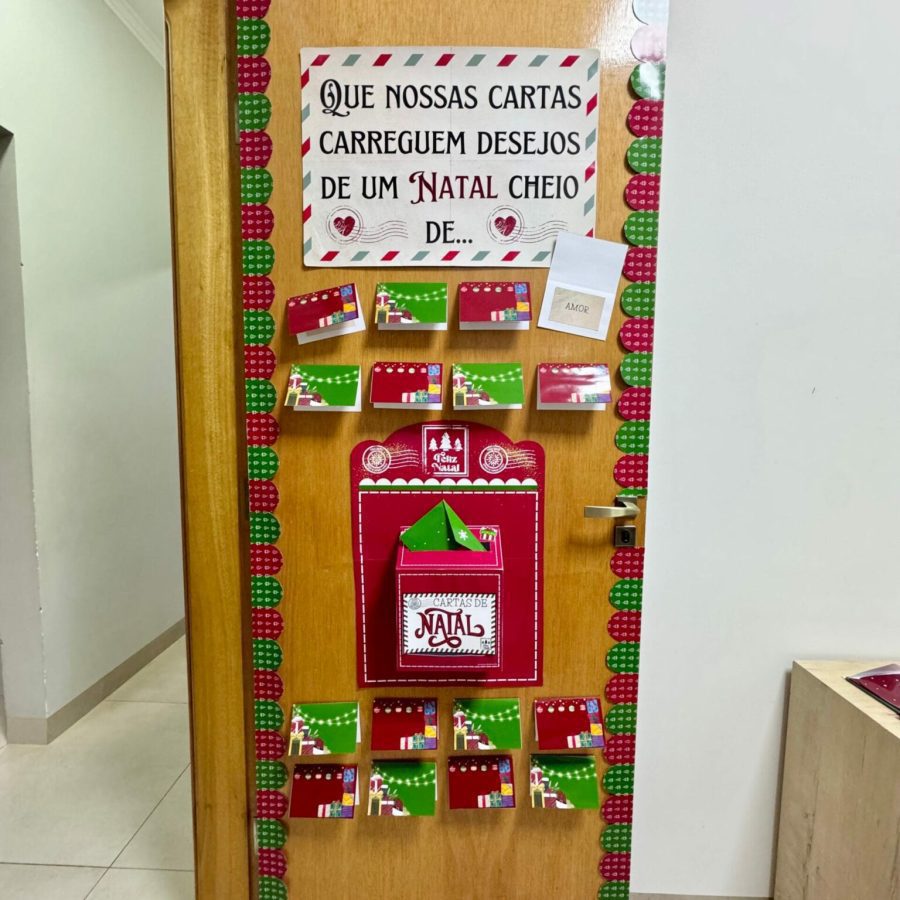 Que nossas cartas
carreguem desejos
de um Natal cheio
de...
AMOR
Feliz
Natal
CARTAS DE
NATAL